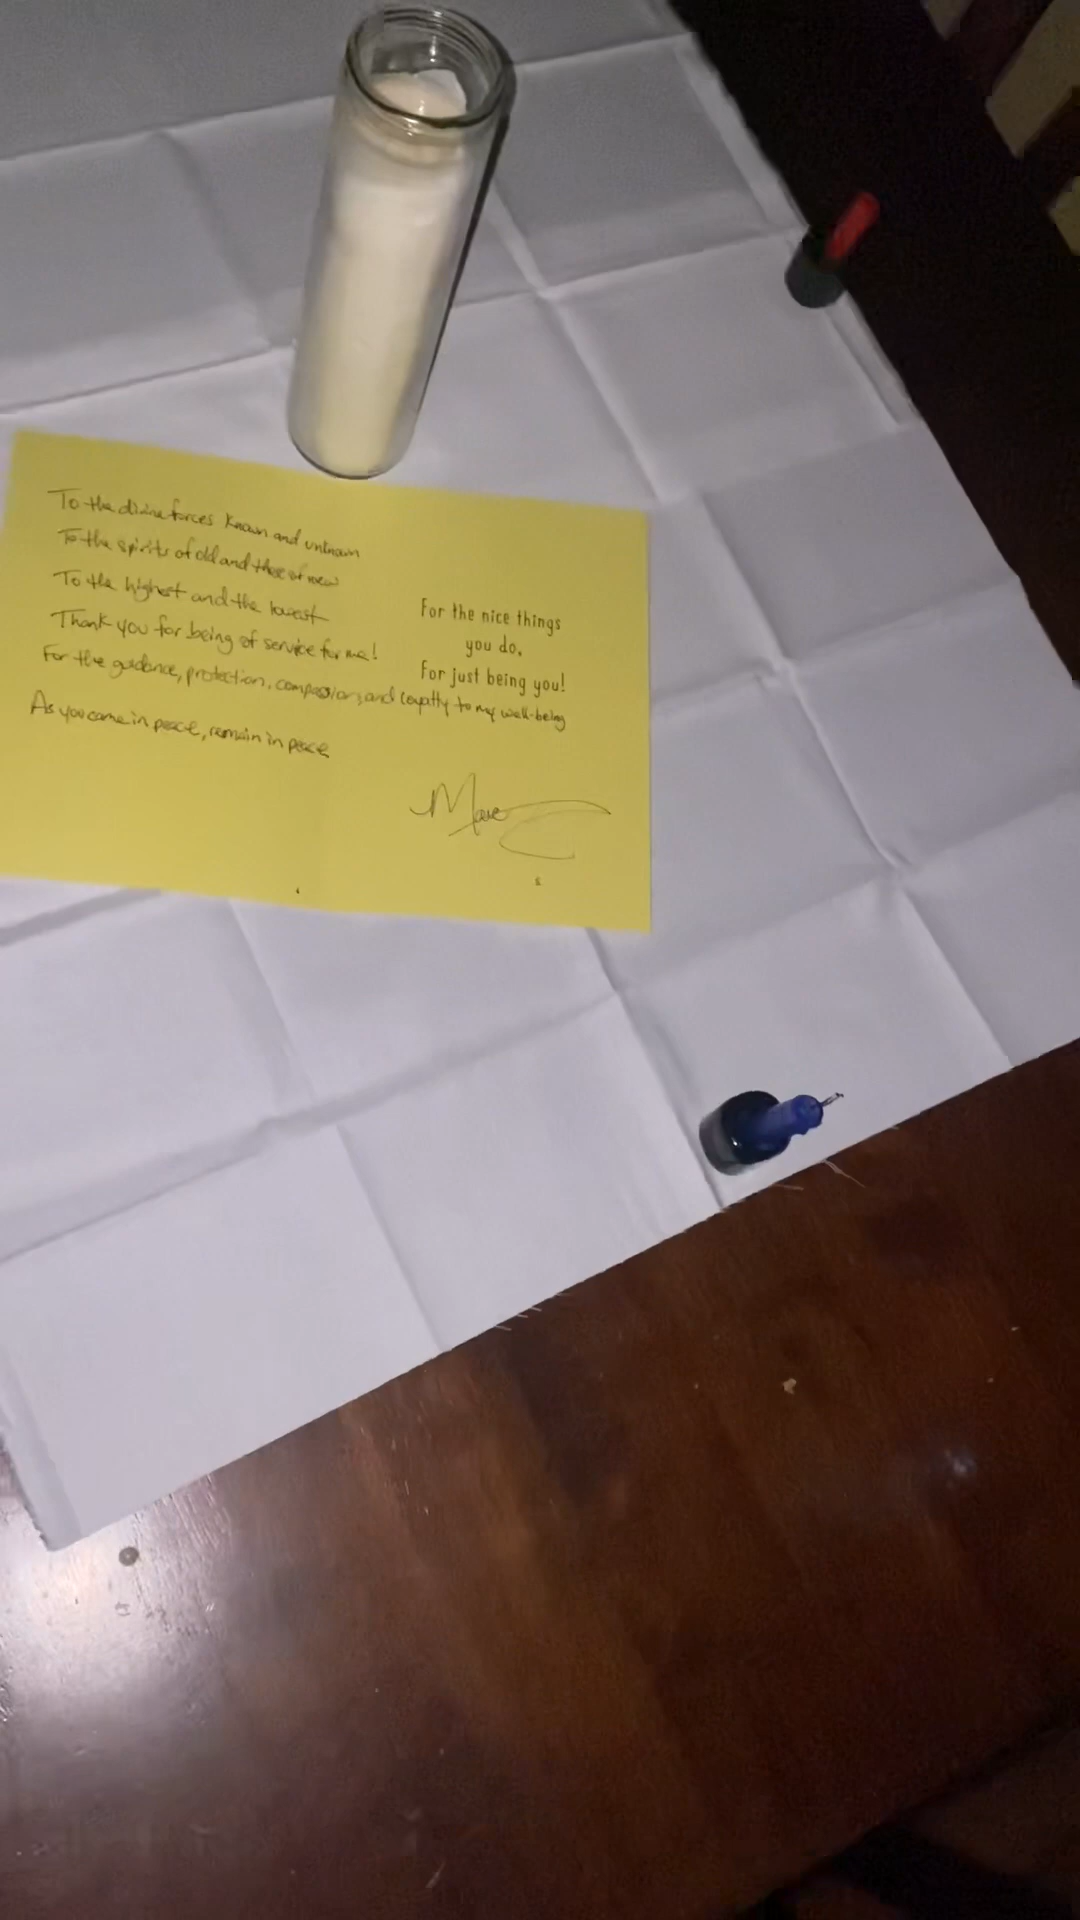 To the divine forces known and unknown
To the spirits of old and those of new
To the highest and the lowest
Thank you for being of service for me!
For the guidance, protection, compassion, and loyalty to my well-being
As you came in peace, remain in peace
For the nice things
you do,
For just being you!